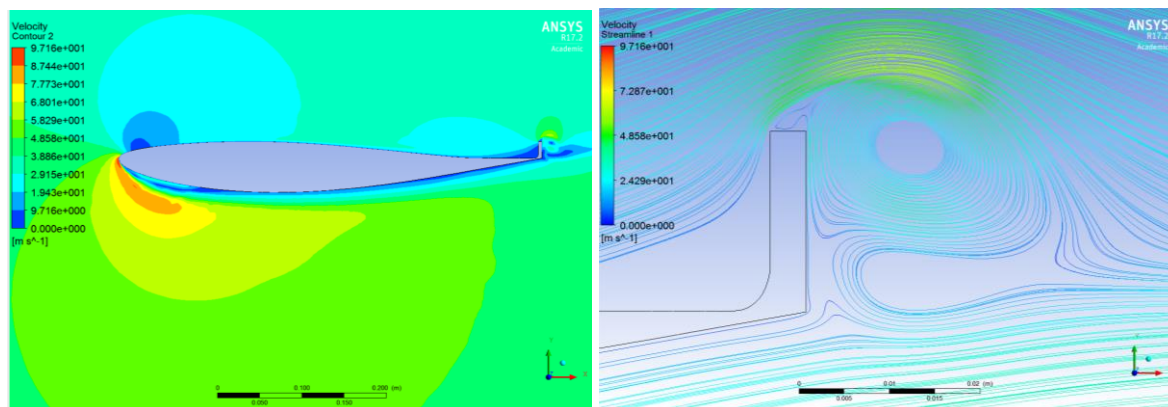 Velocity
Contour 2
9.716e+001
8.744e+001
7.773e+001
6.801e+001
5.829e+001
4.858e+001
3.886e+001
2.915e+001
1.943e+001
9.716e+000
0.000e+000
[m s^-1]
ANSYS
R17.2
Academic
0
0.100
0.200 (m)
0.050
0.150
Y
X
Velocity
Streamline 1
9.716e+001
7.287e+001
4.858e+001
2.429e+001
0.000e+000
[m s^-1]
ANSYS
R17.2
Academic
0
0.01
0.02 (m)
0.005
0.015